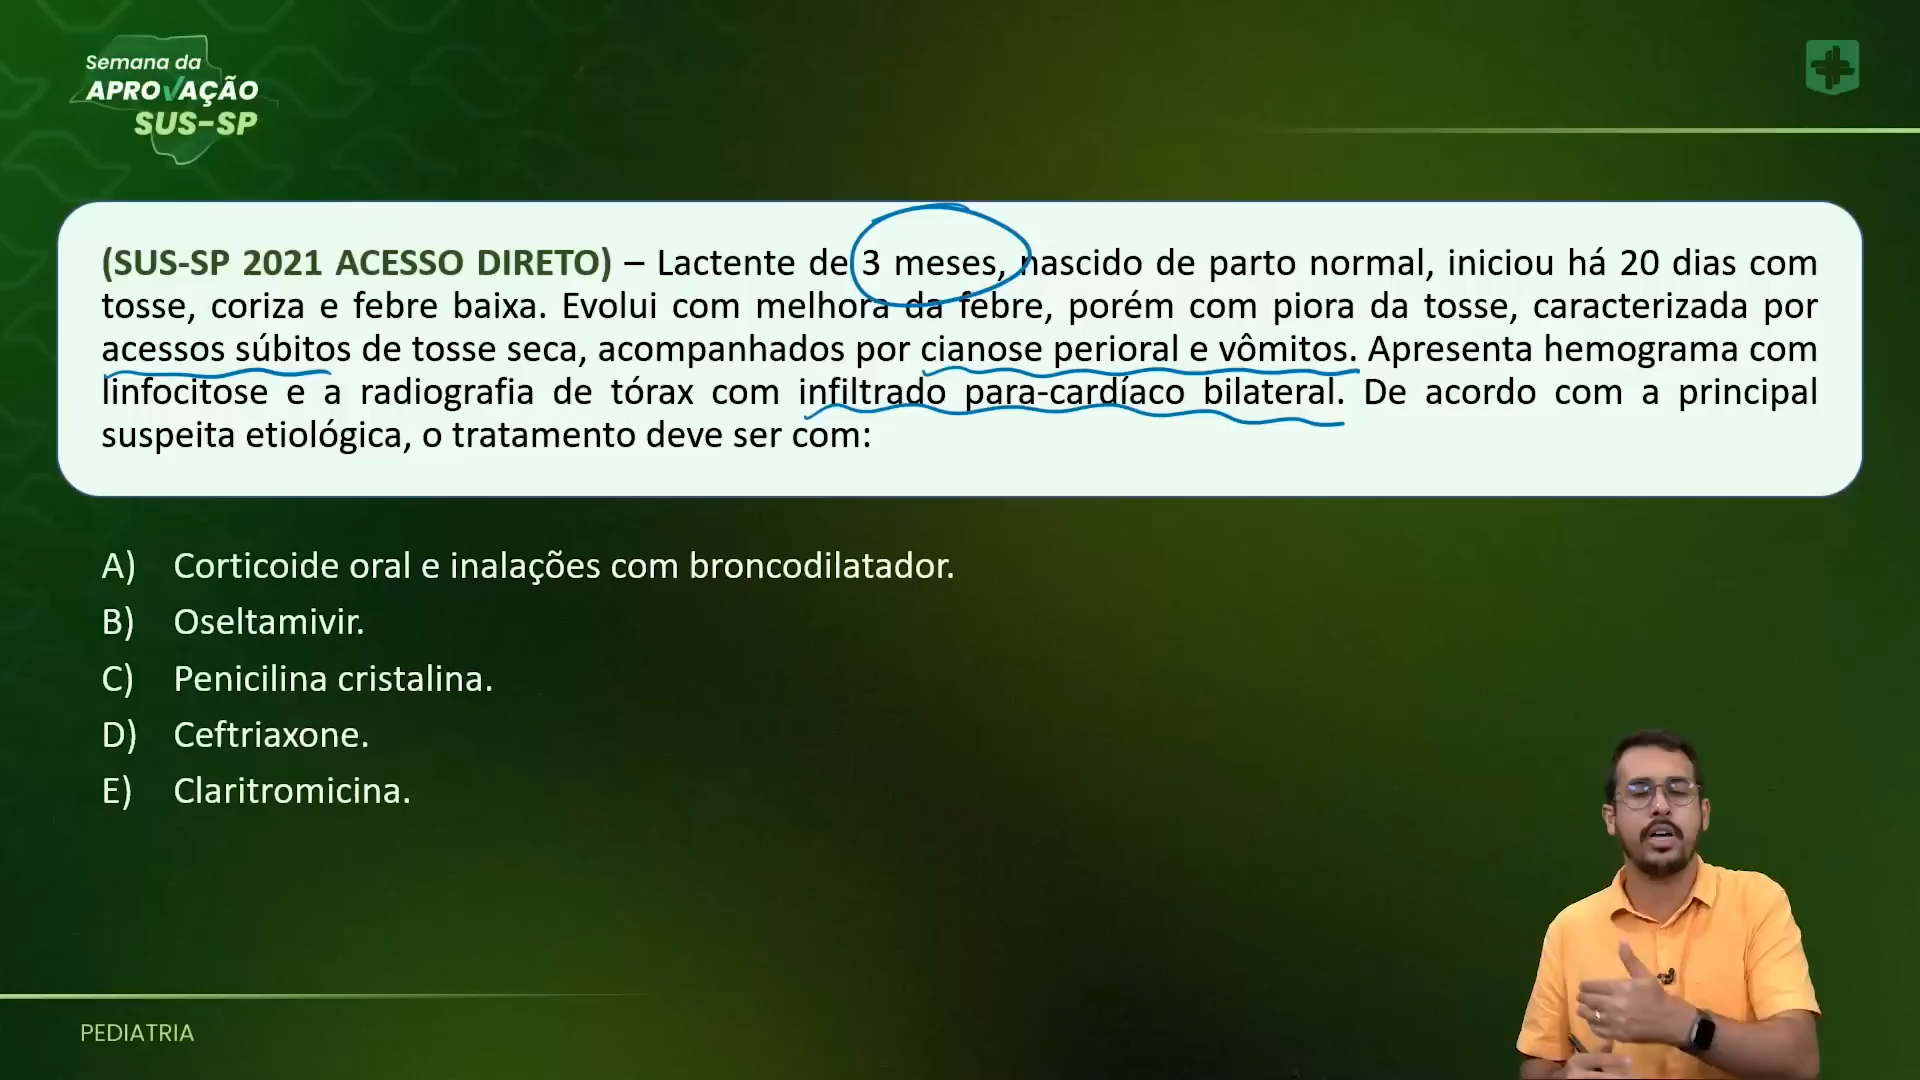 Semana da
APROVAÇÃO
SUS-SP
(SUS-SP 2021 ACESSO DIRETO) – Lactente de 3 meses, nascido de parto normal, iniciou há 20 dias com
tosse, coriza e febre baixa. Evolui com melhora da febre, porém com piora da tosse, caracterizada por
acessos súbitos de tosse seca, acompanhados por cianose perioral e vômitos. Apresenta hemograma com
linfocitose e a radiografia de tórax com infiltrado para-cardíaco bilateral. De acordo com a principal
suspeita etiológica, o tratamento deve ser com:
A) Corticoide oral e inalações com broncodilatador.
B) Oseltamivir.
C) Penicilina cristalina.
D) Ceftriaxone.
E) Claritromicina.
PEDIATRIA